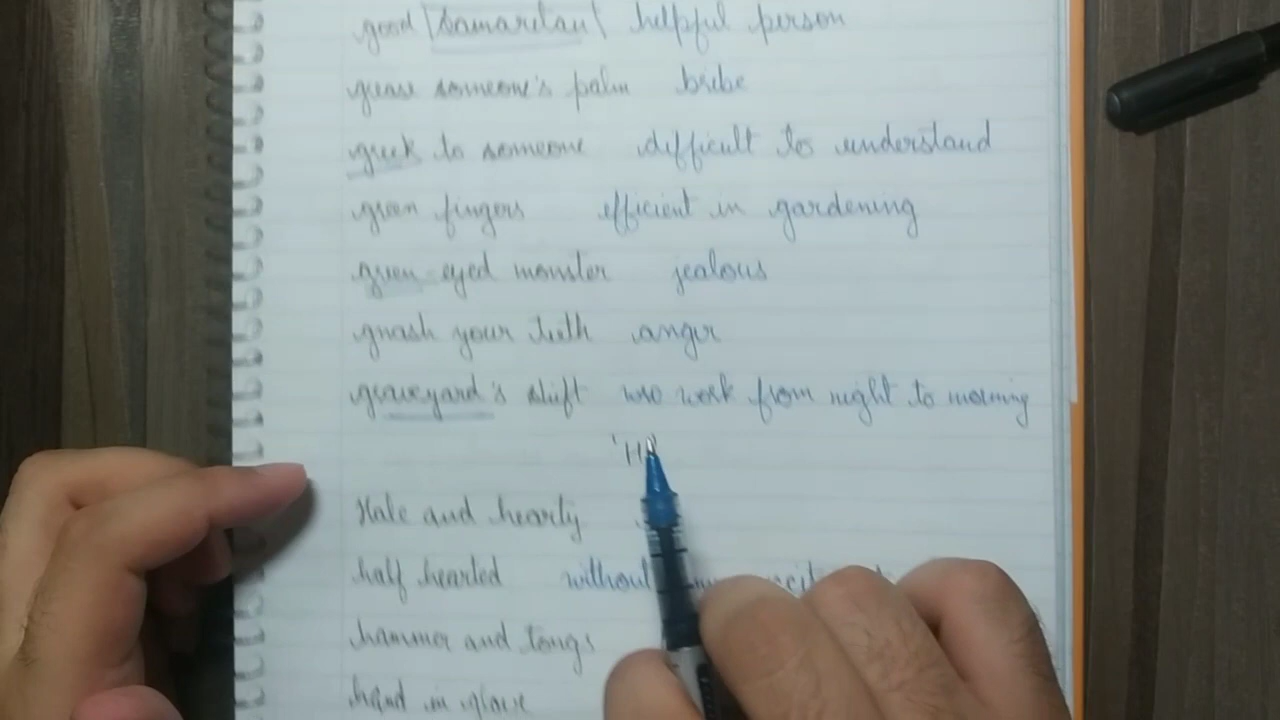 good |Samaritan| helpful person
grease someone's palm bribe
greek to someone difficult to understand
green fingers efficient in gardening
green-eyed monster jealous
gnash your teeth anger
graveyard's shift who work from night to morning
'H'
Hale and hearty
half hearted without
hammer and tongs
hand in glove